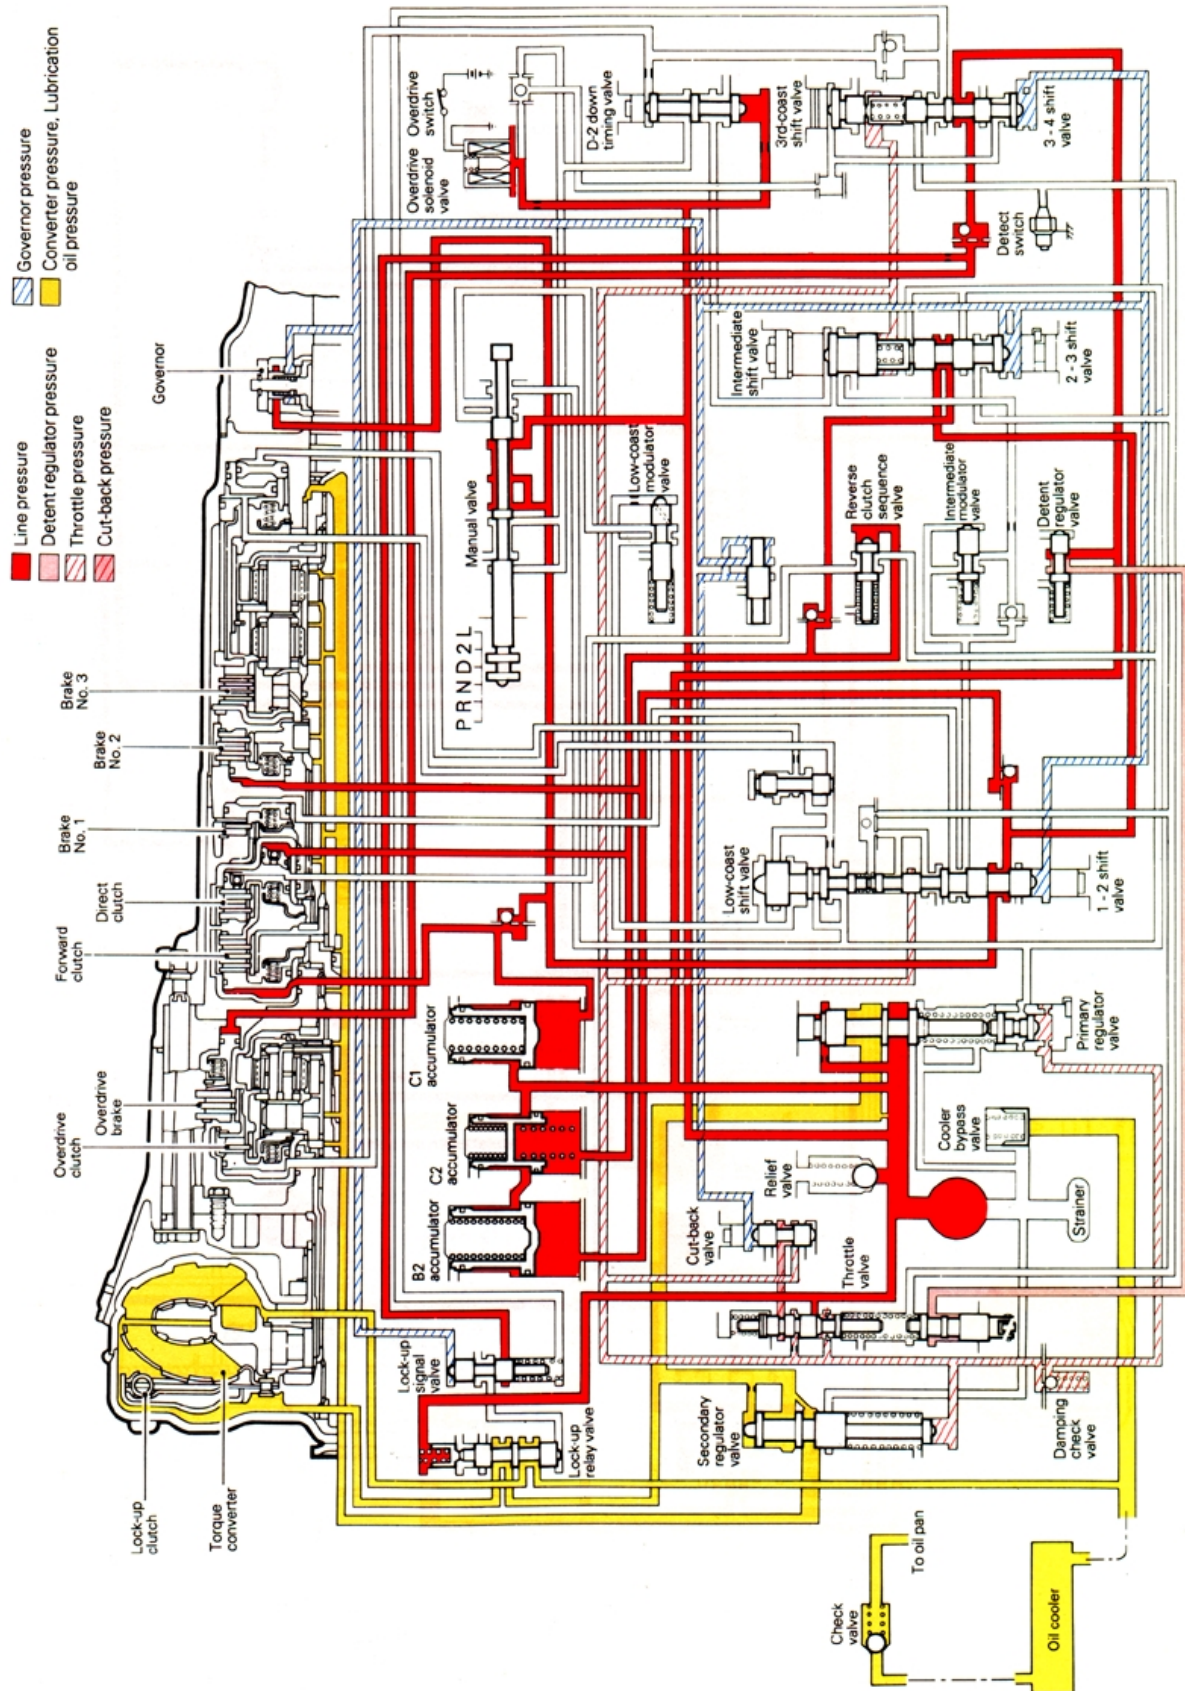 Line pressure
Detent regulator pressure
Throttle pressure
Cut-back pressure
Governor pressure
Converter pressure, Lubrication
oil pressure
Lock-up
clutch
Torque
converter
Overdrive
clutch
Overdrive
brake
Forward
clutch
Direct
clutch
Brake
No. 1
Brake
No. 2
Brake
No. 3
Governor
Lock-up
relay valve
Lock-up
signal
valve
B2
accumulator
C2
accumulator
C1
accumulator
P R N D 2 L
Manual valve
Overdrive
solenoid
valve
Overdrive
switch
D-2 down
timing valve
Low-coast
modulator
valve
Secondary
regulator
valve
Cut-back
valve
Relief
valve
Low-coast
shift valve
Intermediate
shift valve
3rd-coast
shift valve
Reverse
clutch
sequence
valve
Check
valve
To oil pan
Throttle
valve
Cooler
bypass
valve
Intermediate
modulator
valve
Detect
switch
Oil cooler
Damping
check
valve
Strainer
Primary
regulator
valve
1 - 2 shift
valve
Detent
regulator
valve
2 - 3 shift
valve
3 - 4 shift
valve